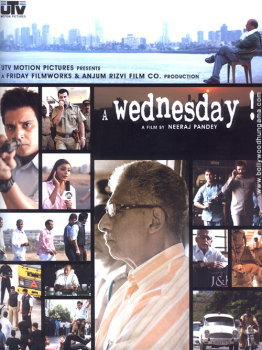 UTV
MOTION PICTURES
UTV MOTION PICTURES PRESENTS
A FRIDAY FILMWORKS & ANJUM RIZVI FILM CO. PRODUCTION
A wednesday !
A FILM BY NEERAJ PANDEY
www.bollywoodhungama.com
J&H